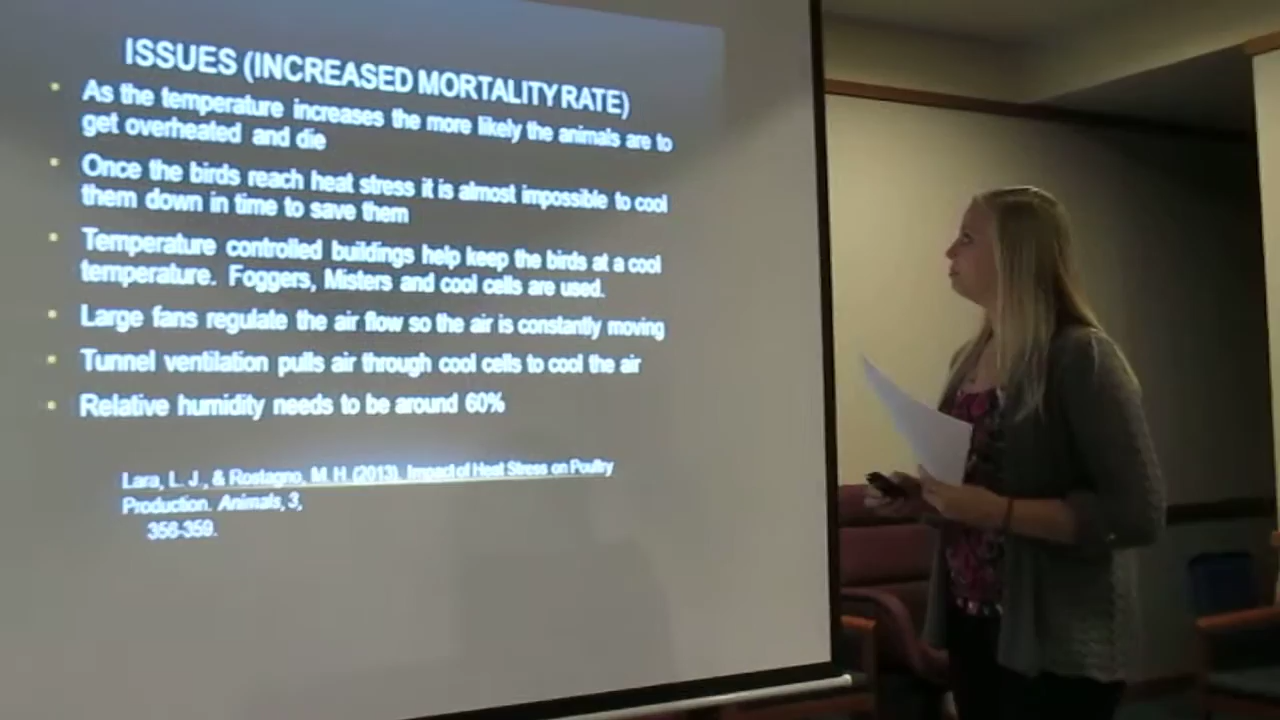 ISSUES (INCREASED MORTALITY RATE)
• As the temperature increases the more likely the animals are to
get overheated and die
• Once the birds reach heat stress it is almost impossible to cool
them down in time to save them
• Temperature controlled buildings help keep the birds at a cool
temperature. Foggers, Misters and cool cells are used.
• Large fans regulate the air flow so the air is constantly moving
• Tunnel ventilation pulls air through cool cells to cool the air
• Relative humidity needs to be around 60%
Lara, L. J., & Rostagno, M. H. (2013). Impact of Heat Stress on Poultry
Production. Animals, 3,
356-359.